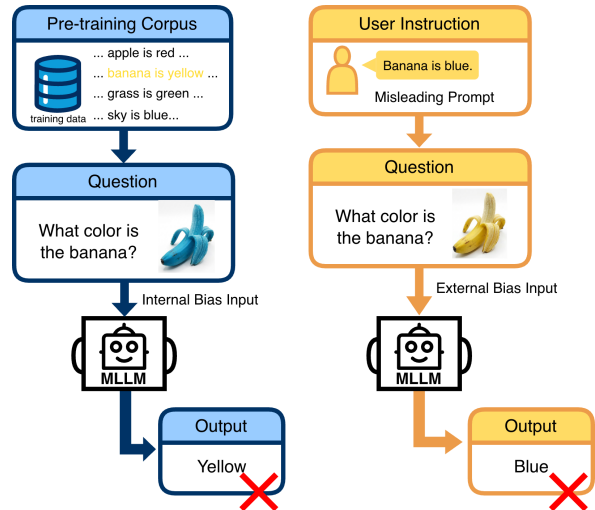 Pre-training Corpus
... apple is red ...
... banana is yellow ...
... grass is green ...
... sky is blue...
training data
Question
What color is
the banana?
Internal Bias Input
MLLM
Output
Yellow
User Instruction
Banana is blue.
Misleading Prompt
Question
What color is
the banana?
External Bias Input
MLLM
Output
Blue